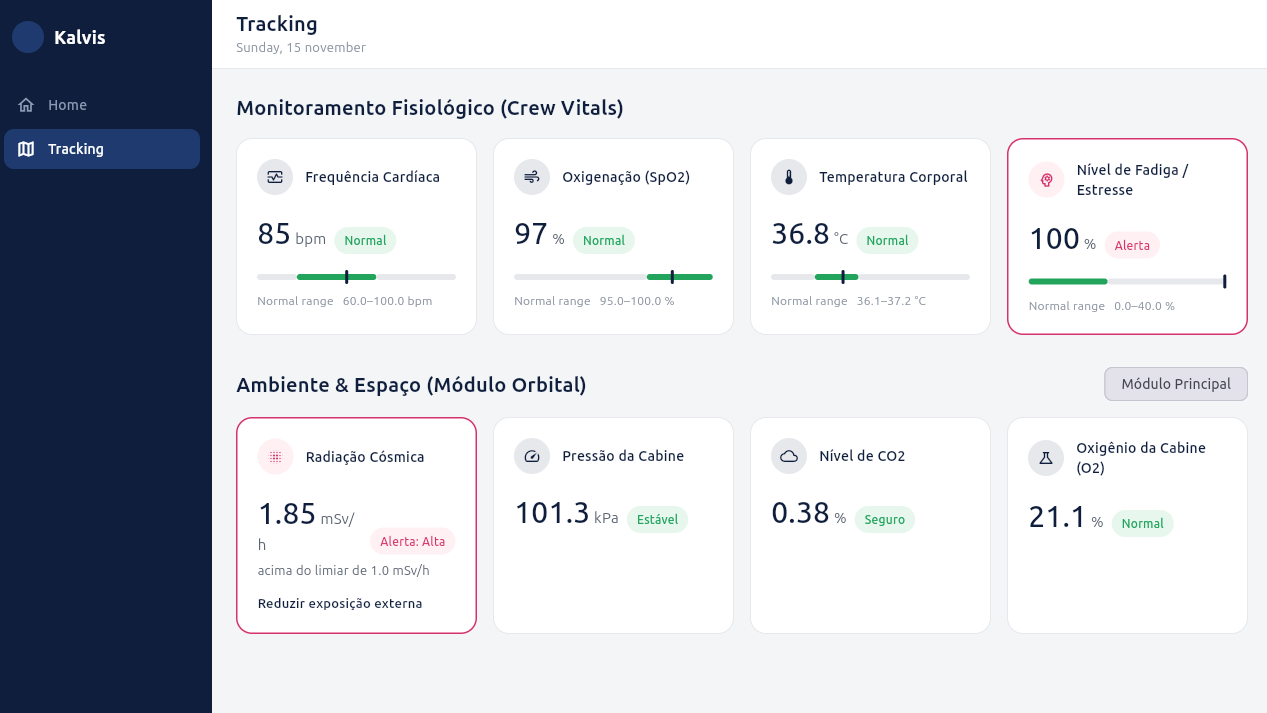 Kalvis
Home
Tracking
Tracking
Sunday, 15 november
Monitoramento Fisiológico (Crew Vitals)
Frequência Cardíaca
85 bpm Normal
Normal range 60.0–100.0 bpm
Oxigenação (SpO2)
97 % Normal
Normal range 95.0–100.0 %
Temperatura Corporal
36.8 °C Normal
Normal range 36.1–37.2 °C
Nível de Fadiga /
Estresse
100 % Alerta
Normal range 0.0–40.0 %
Ambiente & Espaço (Módulo Orbital)
Módulo Principal
Radiação Cósmica
1.85 mSv/
h
Alerta: Alta
acima do limiar de 1.0 mSv/h
Reduzir exposição externa
Pressão da Cabine
101.3 kPa Estável
Nível de CO2
0.38 % Seguro
Oxigênio da Cabine
(O2)
21.1 % Normal